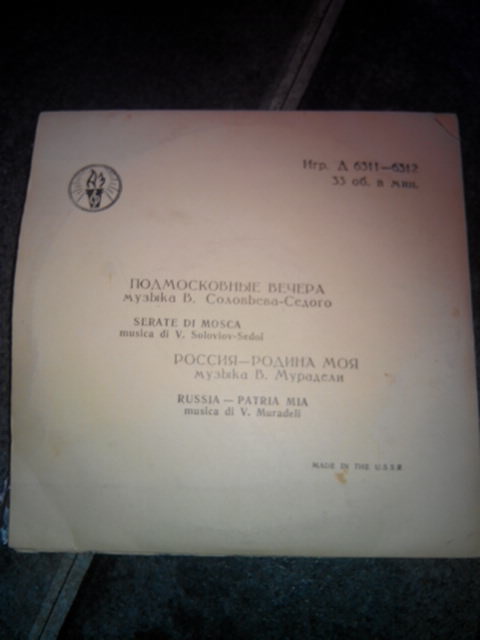 Игр. Д 6311—6312
33 об. в мин.
ПОДМОСКОВНЫЕ ВЕЧЕРА
музыка В. Соловьева-Седого
SERATE DI MOSCA
musica di V. Soloviov-Sedoi
РОССИЯ—РОДИНА МОЯ
музыка В. Мурадели
RUSSIA — PATRIA MIA
musica di V. Muradeli
MADE IN THE U.S.S.R.